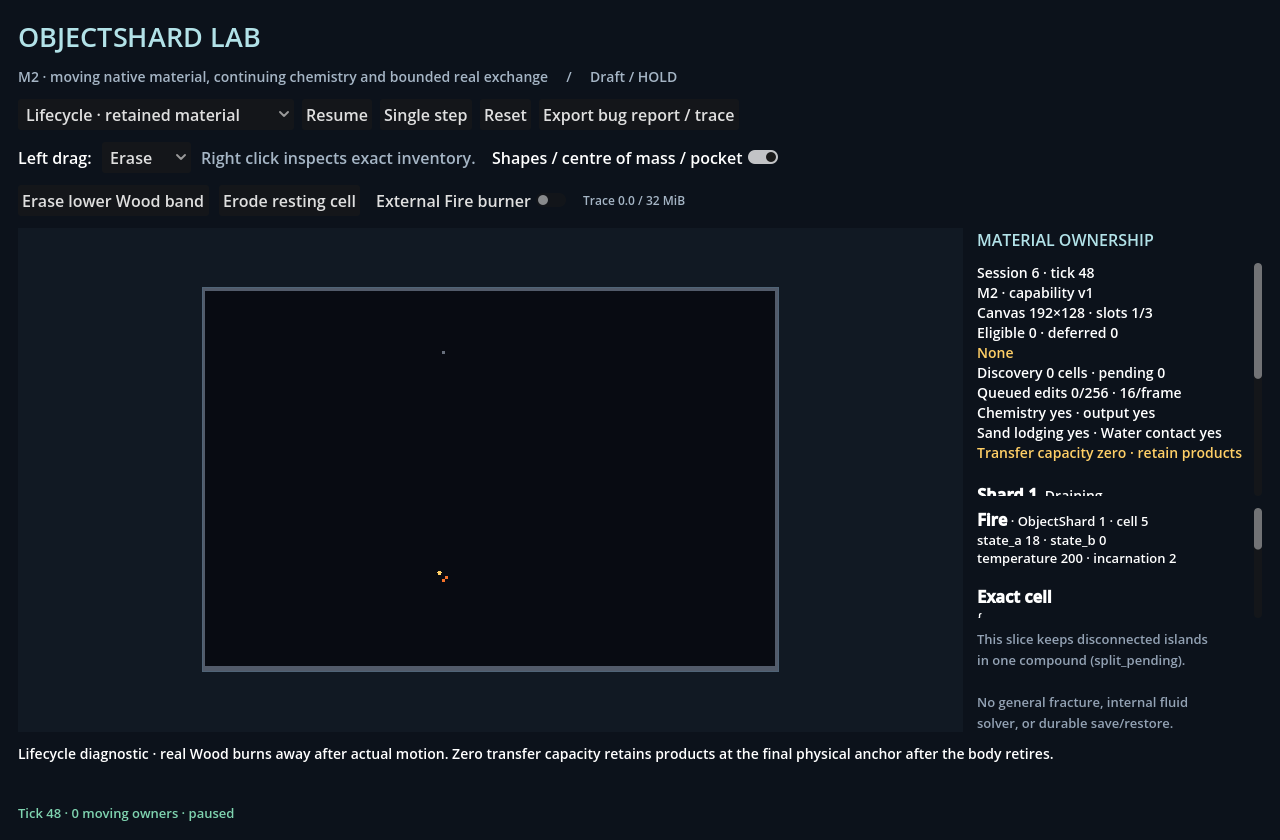 OBJECTSHARD LAB
M2 · moving native material, continuing chemistry and bounded real exchange / Draft / HOLD
Lifecycle · retained material Resume Single step Reset Export bug report / trace
Left drag: Erase Right click inspects exact inventory. Shapes / centre of mass / pocket
Erase lower Wood band Erode resting cell External Fire burner Trace 0.0 / 32 MiB
MATERIAL OWNERSHIP
Session 6 · tick 48
M2 · capability v1
Canvas 192×128 · slots 1/3
Eligible 0 · deferred 0
None
Discovery 0 cells · pending 0
Queued edits 0/256 · 16/frame
Chemistry yes · output yes
Sand lodging yes · Water contact yes
Transfer capacity zero · retain products
Shard 1 Draining
Fire · ObjectShard 1 · cell 5
state_a 18 · state_b 0
temperature 200 · incarnation 2
Exact cell
This slice keeps disconnected islands
in one compound (split_pending).
No general fracture, internal fluid
solver, or durable save/restore.
Lifecycle diagnostic · real Wood burns away after actual motion. Zero transfer capacity retains products at the final physical anchor after the body retires.
Tick 48 · 0 moving owners · paused